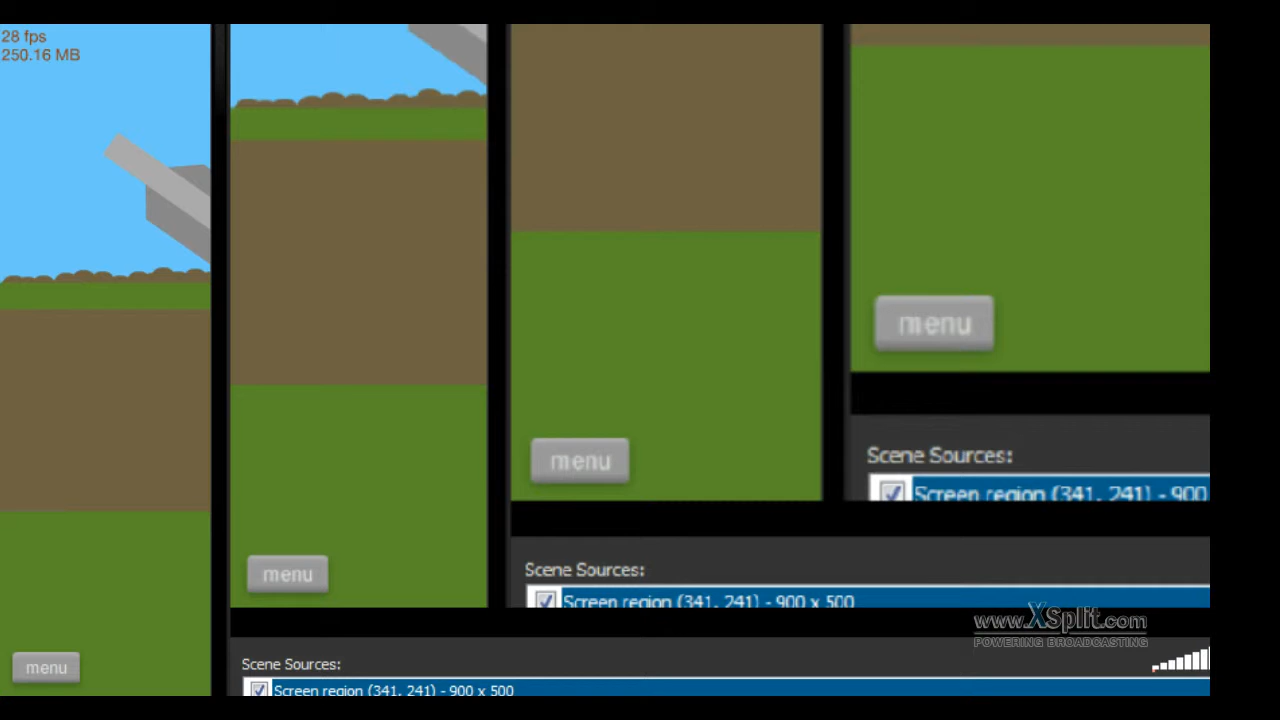 28 fps
250.16 MB
menu
Scene Sources:
Screen region (341, 241) - 900
menu
Scene Sources:
Screen region (341, 241) - 900 x 500
menu
www.XSplit.com
POWERING BROADCASTING
menu
Scene Sources:
Screen region (341, 241) - 900 x 500